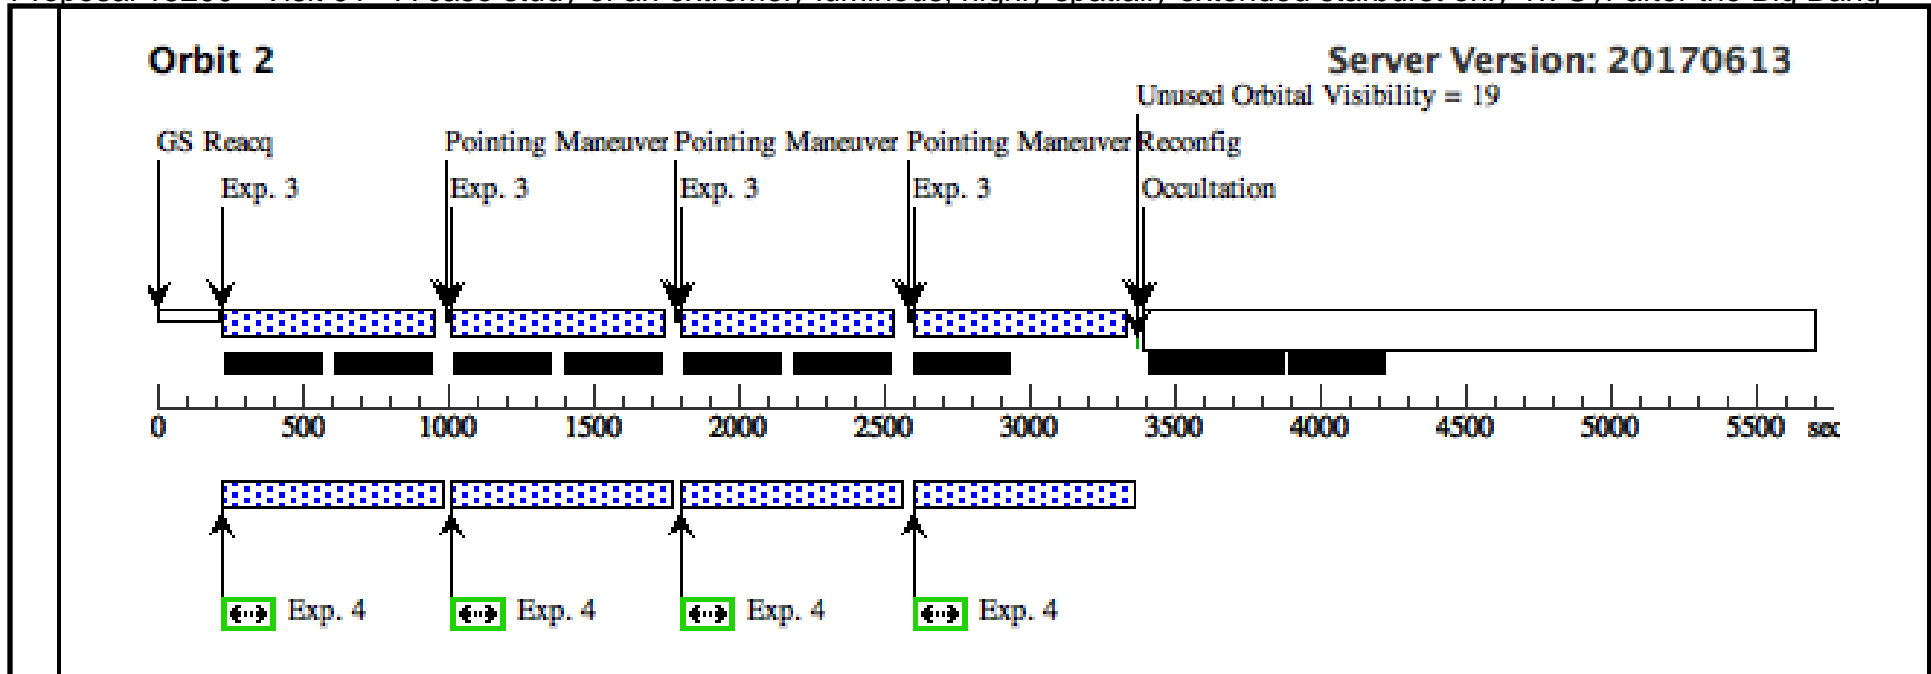 Orbit 2
Server Version: 20170613
Unused Orbital Visibility = 19
GS Reacq
Pointing Maneuver Pointing Maneuver Pointing Maneuver Reconfig
Exp. 3 Exp. 3 Exp. 3 Exp. 3 Occultation
0 500 1000 1500 2000 2500 3000 3500 4000 4500 5000 5500 sec
Exp. 4 Exp. 4 Exp. 4 Exp. 4